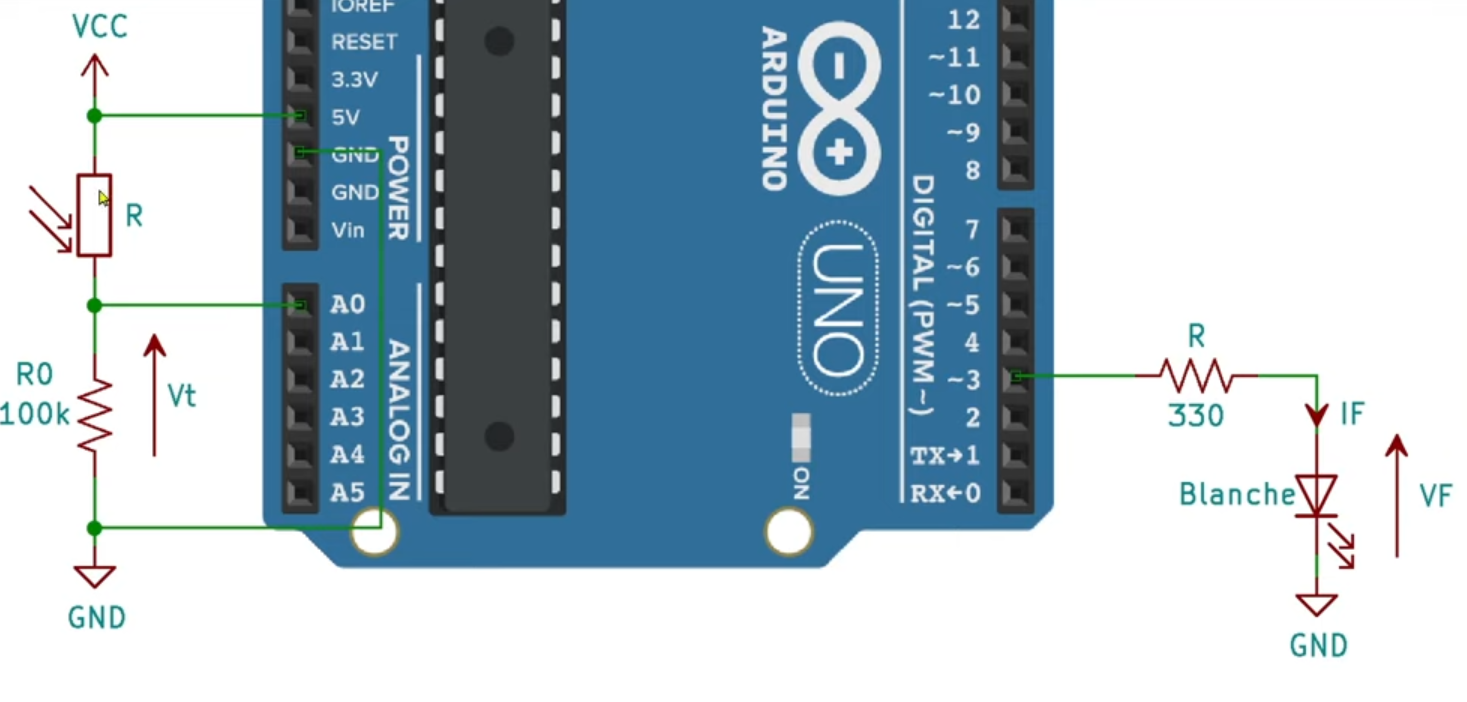 VCC
R
R0
100k
Vt
GND
IOREF
RESET
3.3V
5V
GND
GND
Vin
POWER
A0
A1
A2
A3
A4
A5
ANALOG IN
ARDUINO
UNO
ON
DIGITAL (PWM~)
12
~11
~10
~9
8
7
~6
~5
4
~3
2
TX→1
RX←0
R
330
IF
Blanche
VF
GND